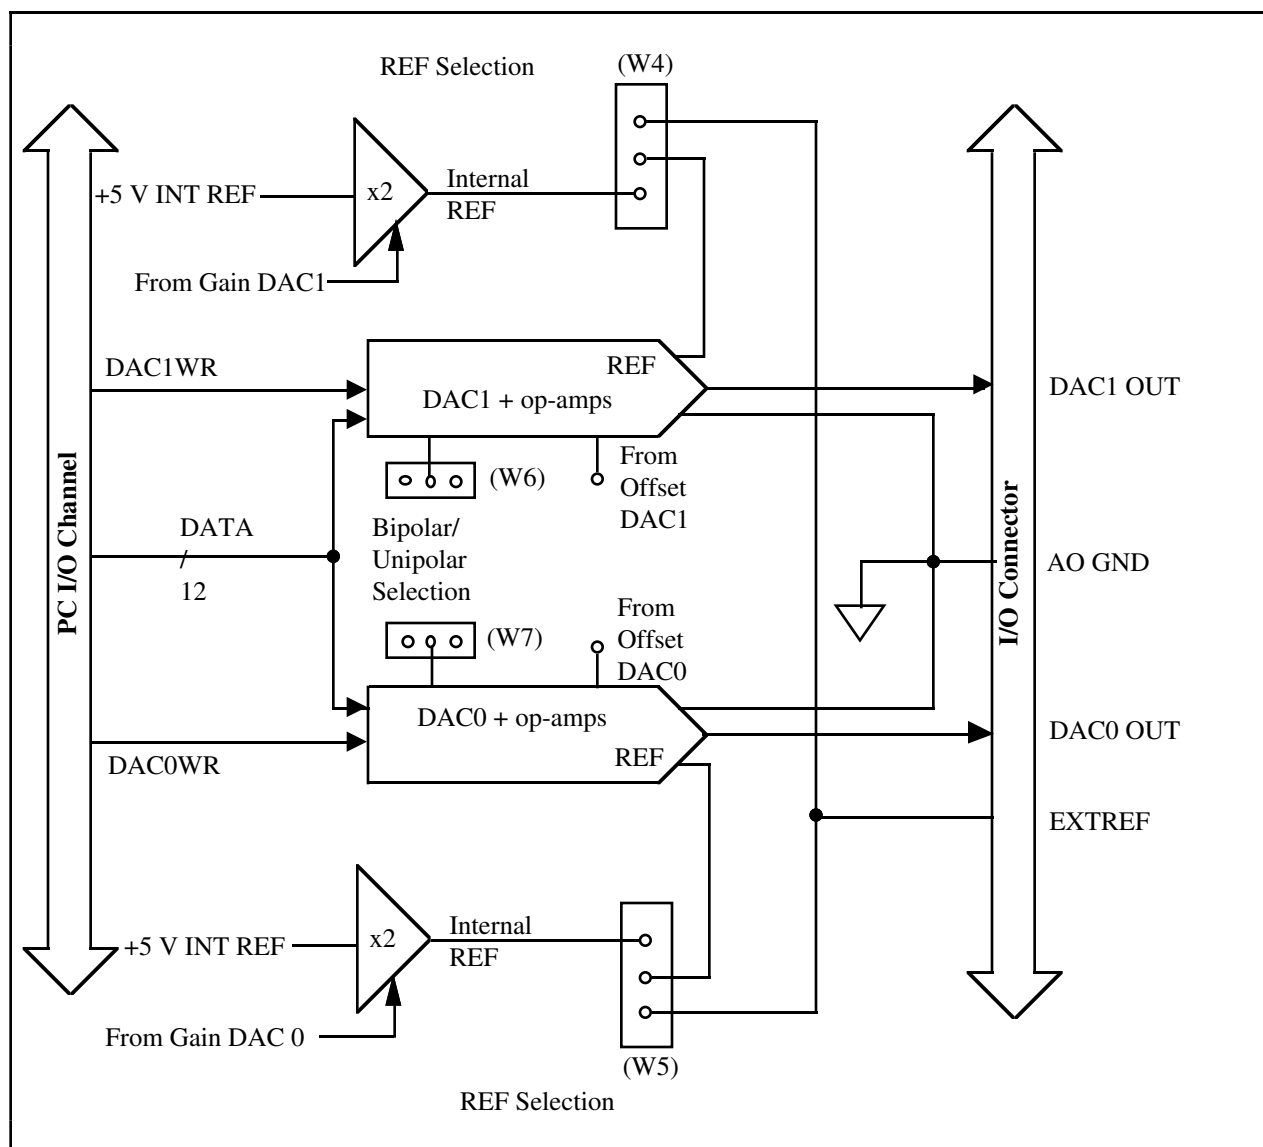 REF Selection
(W4)
+5 V INT REF
x2
Internal
REF
From Gain DAC1
DAC1WR
REF
DAC1 + op-amps
DAC1 OUT
(W6)
From
Offset
DAC1
PC I/O Channel
DATA
/
12
Bipolar/
Unipolar
Selection
I/O Connector
AO GND
(W7)
From
Offset
DAC0
DAC0 + op-amps
REF
DAC0 OUT
DAC0WR
EXTREF
+5 V INT REF
x2
Internal
REF
From Gain DAC 0
(W5)
REF Selection